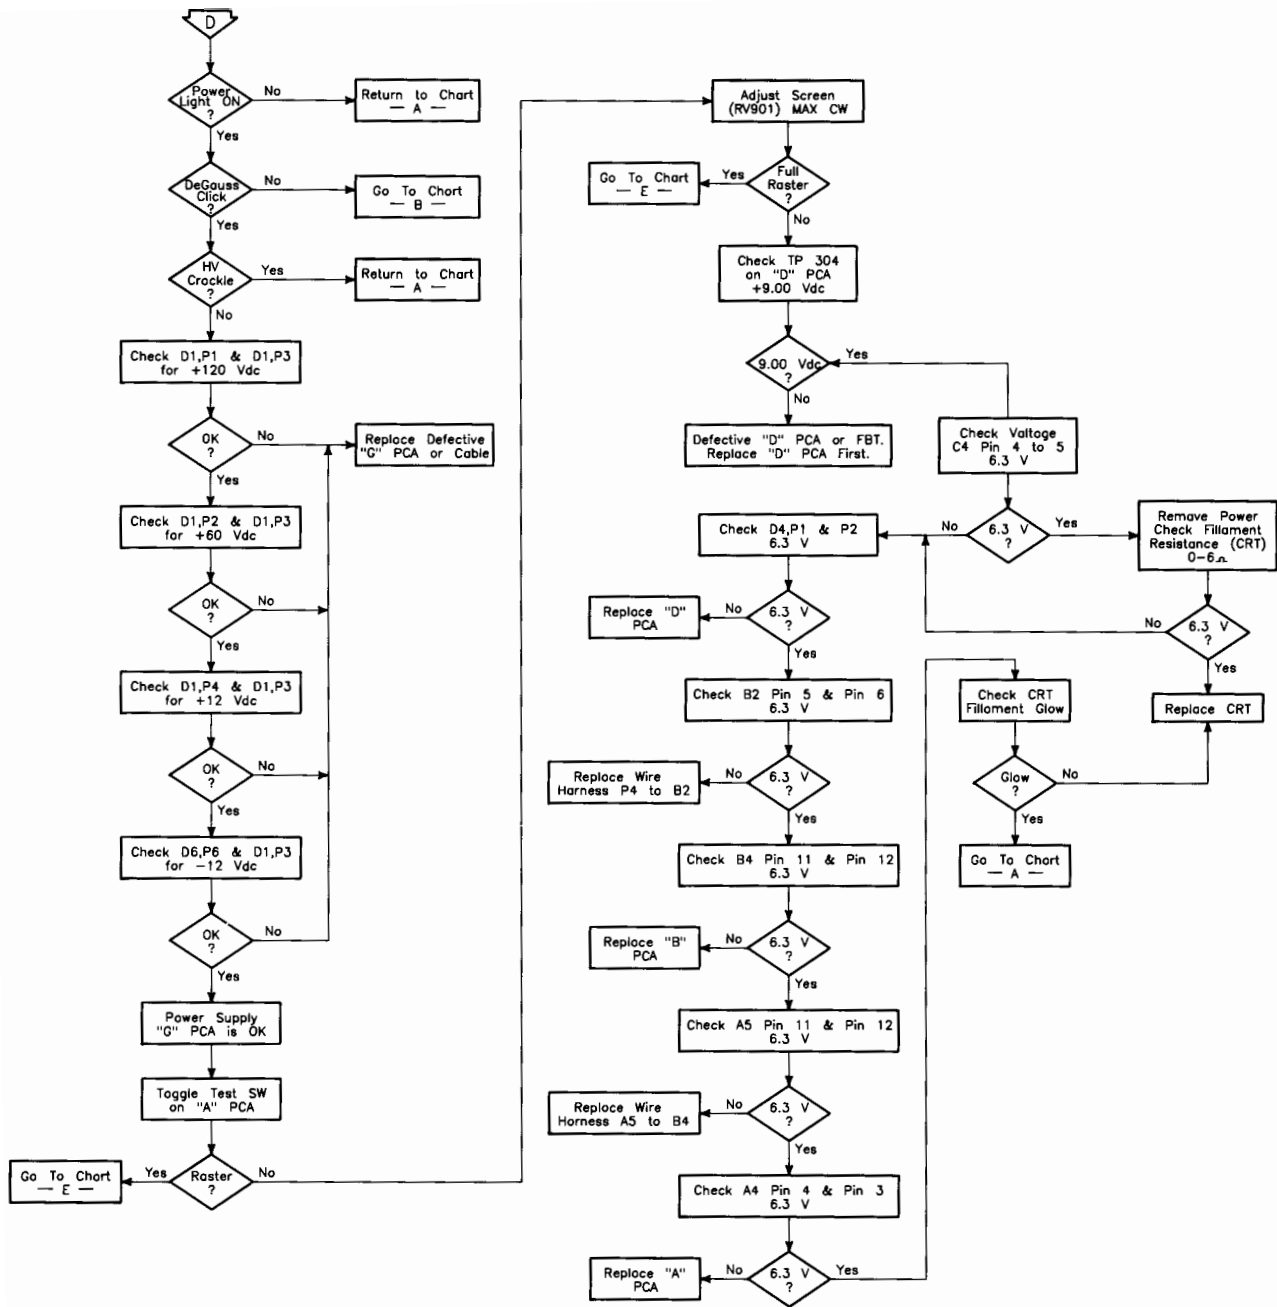 D
Power
Light ON
?
No
Return to Chart
— A —
Yes
DeGauss
Click
?
No
Go To Chort
— B —
Yes
HV
Crackle
?
Yes
Return to Chart
— A —
No
Check D1,P1 & D1,P3
for +120 Vdc
OK
?
No
Replace Defective
"G" PCA or Cable
Yes
Check D1,P2 & D1,P3
for +60 Vdc
OK
?
No
Yes
Check D1,P4 & D1,P3
for +12 Vdc
OK
?
No
Yes
Check D6,P6 & D1,P3
for -12 Vdc
OK
?
No
Yes
Power Supply
"G" PCA is OK
Toggle Test SW
on "A" PCA
Raster
?
Yes
Go To Chart
— E —
No
Adjust Screen
(RV901) MAX CW
Full
Raster
?
Yes
Go To Chart
— E —
No
Check TP 304
on "D" PCA
+9.00 Vdc
9.00 Vdc
?
Yes
No
Defective "D" PCA or FBT.
Replace "D" PCA First.
Check Valtage
C4 Pin 4 to 5
6.3 V
6.3 V
?
No
Yes
Remove Power
Check Fillament
Resistance (CRT)
0-6Ω
6.3 V
?
No
Yes
Replace CRT
Check D4,P1 & P2
6.3 V
6.3 V
?
No
Replace "D"
PCA
Yes
Check B2 Pin 5 & Pin 6
6.3 V
6.3 V
?
No
Replace Wire
Harness P4 to B2
Yes
Check B4 Pin 11 & Pin 12
6.3 V
6.3 V
?
No
Replace "B"
PCA
Yes
Check A5 Pin 11 & Pin 12
6.3 V
6.3 V
?
No
Replace Wire
Horness A5 to B4
Yes
Check A4 Pin 4 & Pin 3
6.3 V
6.3 V
?
No
Replace "A"
PCA
Yes
Check CRT
Filloment Glow
Glow
?
No
Yes
Go To Chort
— A —